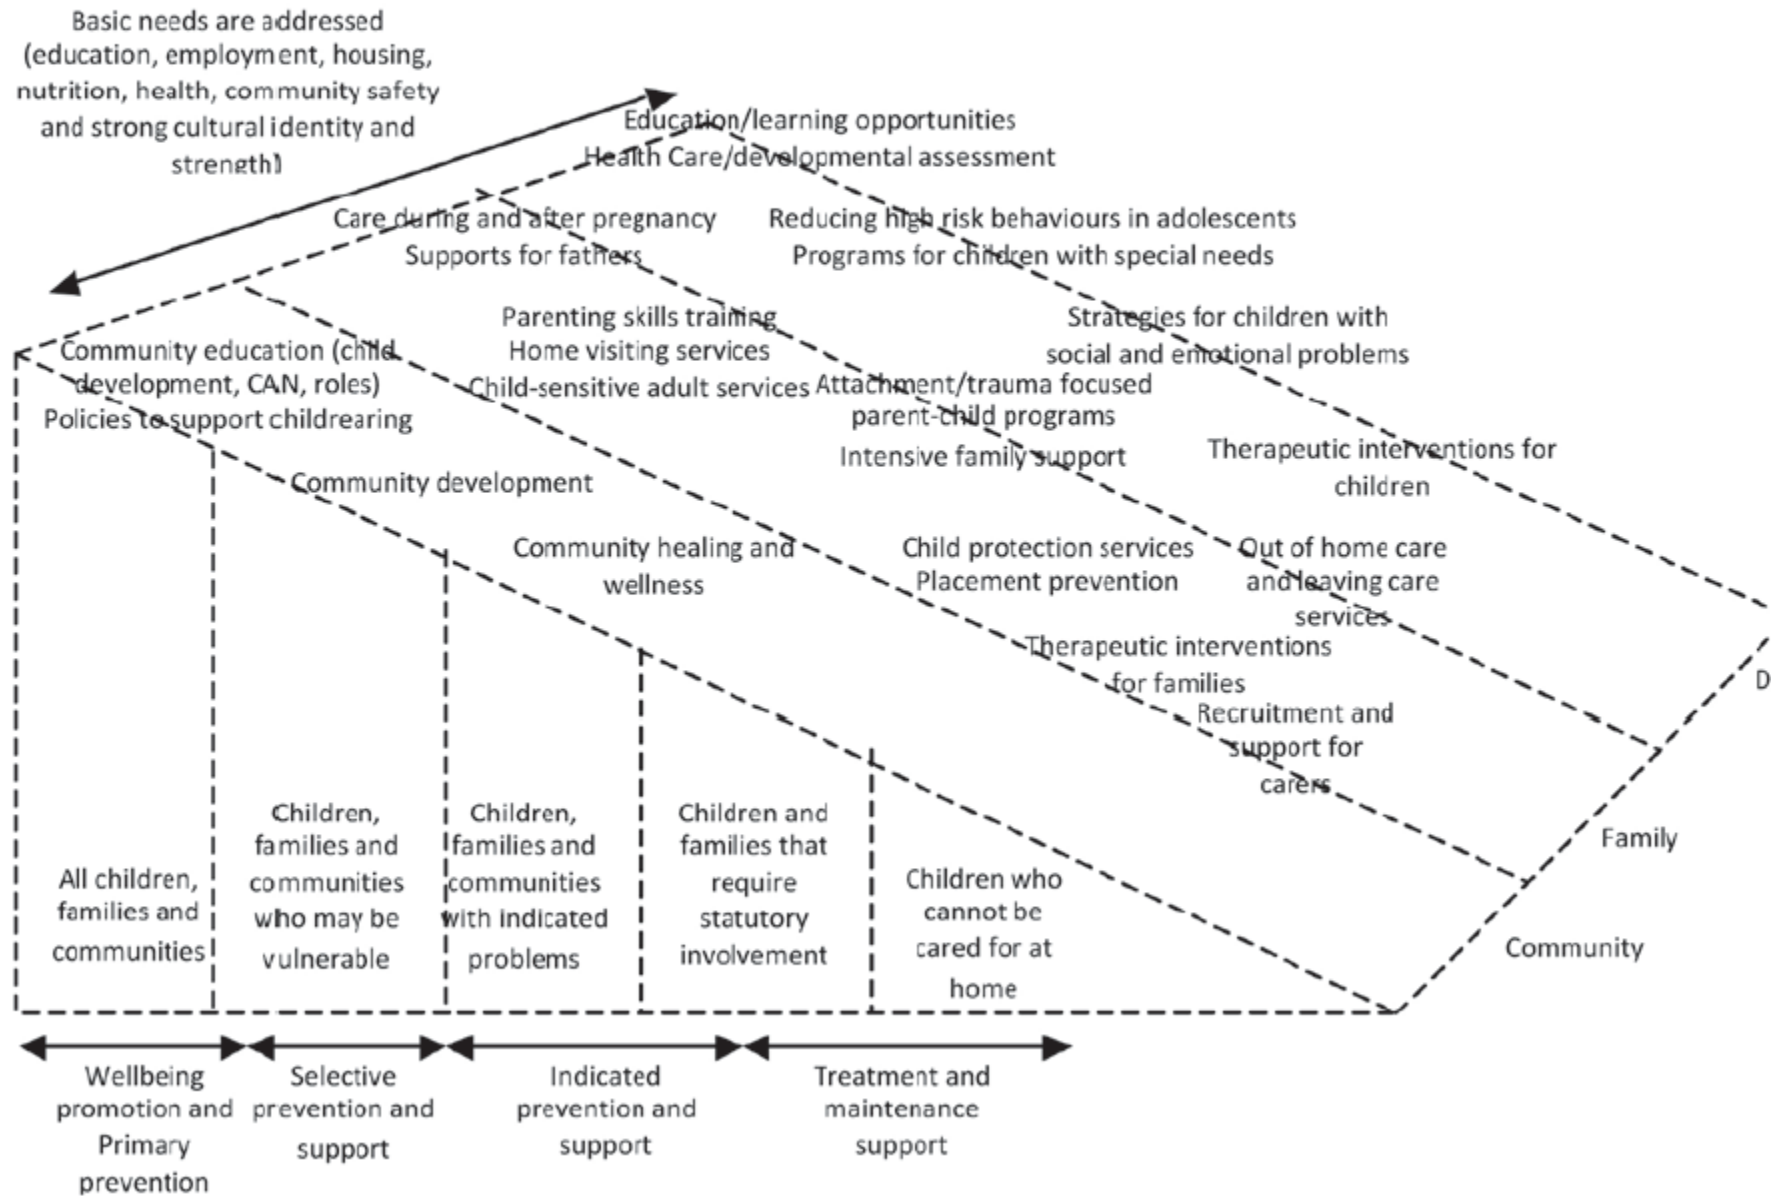 Basic needs are addressed
(education, employment, housing,
nutrition, health, community safety
and strong cultural identity and
strength)
Education/learning opportunities
Health Care/developmental assessment
Care during and after pregnancy
Supports for fathers
Reducing high risk behaviours in adolescents
Programs for children with special needs
Parenting skills training
Home visiting services
Child-sensitive adult services
Strategies for children with
social and emotional problems
Community education (child
development, CAN, roles)
Policies to support childrearing
Attachment/trauma focused
parent-child programs
Intensive family support
Therapeutic interventions for
children
Community development
Community healing and
wellness
Child protection services
Placement prevention
Out of home care
and leaving care
services
Therapeutic interventions
for families
Recruitment and
support for
carers
D
Family
Community
All children,
families and
communities
Children,
families and
communities
who may be
vulnerable
Children,
families and
communities
with indicated
problems
Children and
families that
require
statutory
involvement
Children who
cannot be
cared for at
home
Wellbeing
promotion and
Primary
prevention
Selective
prevention and
support
Indicated
prevention and
support
Treatment and
maintenance
support